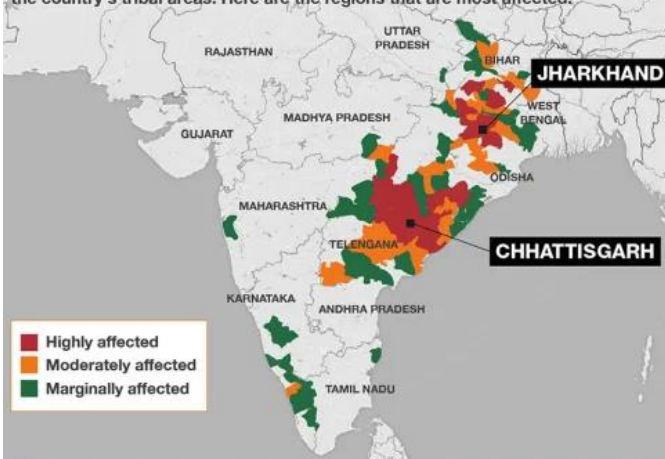 the country's tribal areas. Here are the regions that are most affected.
UTTAR
PRADESH
RAJASTHAN
BIHAR
JHARKHAND
WEST
BENGAL
MADHYA PRADESH
GUJARAT
ODISHA
MAHARASHTRA
TELENGANA
CHHATTISGARH
KARNATAKA
ANDHRA PRADESH
Highly affected
Moderately affected
Marginally affected
TAMIL NADU